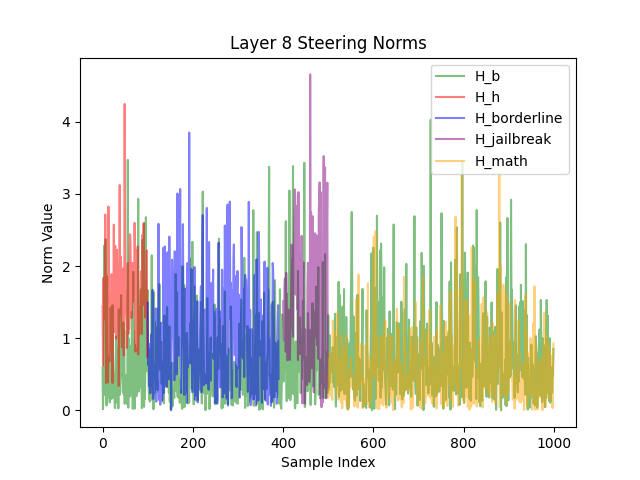 Layer 8 Steering Norms
H_b
H_h
H_borderline
H_jailbreak
H_math
Norm Value
4
3
2
1
0
0 200 400 600 800 1000
Sample Index